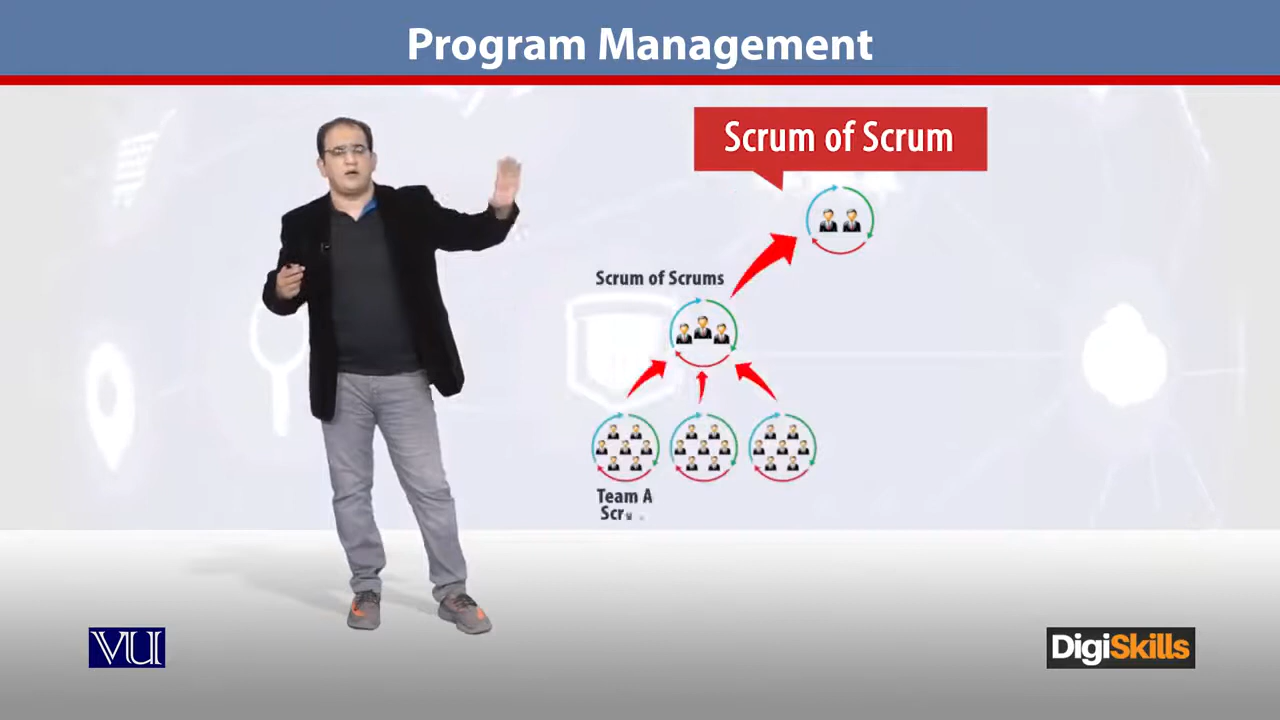 Program Management
Scrum of Scrum
Scrum of Scrums
Team A
VU
DigiSkills